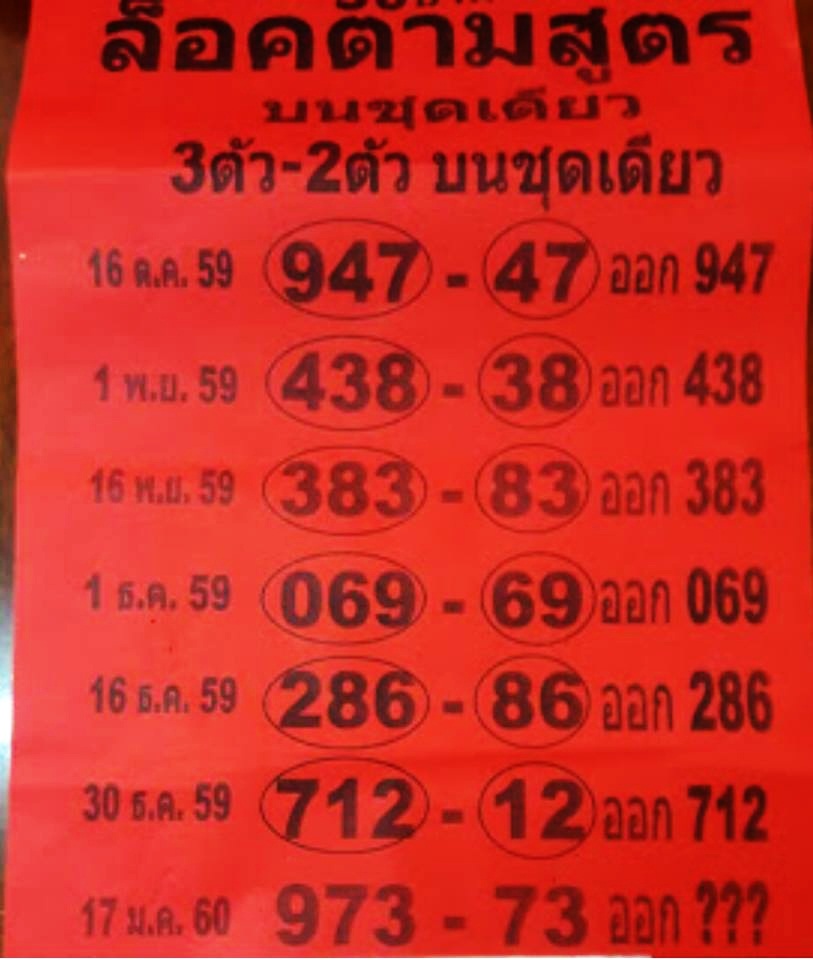 ล็อคตามสูตร
บนชุดเดียว
3ตัว-2ตัว บนชุดเดียว
16 ต.ค. 59 947 - 47 ออก 947
1 พ.ย. 59 438 - 38 ออก 438
16 พ.ย. 59 383 - 83 ออก 383
1 ธ.ค. 59 069 - 69 ออก 069
16 ธ.ค. 59 286 - 86 ออก 286
30 ธ.ค. 59 712 - 12 ออก 712
17 ม.ค. 60 973 - 73 ออก ???